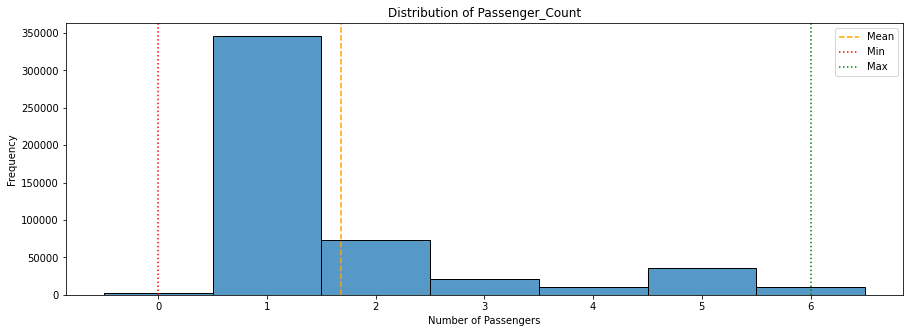 Distribution of Passenger_Count
Mean
Min
Max
350000
300000
250000
200000
150000
100000
50000
0
Frequency
0 1 2 3 4 5 6
Number of Passengers